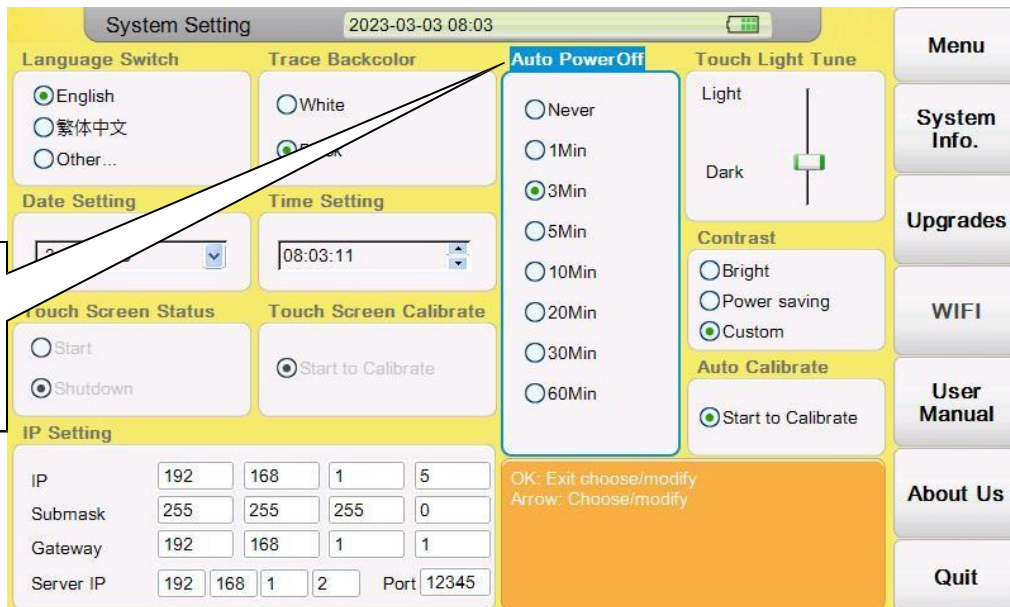 System Setting
2023-03-03 08:03
Language Switch
English
繁体中文
Other...
Trace Backcolor
White
Auto PowerOff
Never
1Min
3Min
5Min
10Min
20Min
30Min
60Min
Touch Light Tune
Light
Dark
Date Setting
Time Setting
08:03:11
Contrast
Bright
Power saving
Custom
Touch Screen Status
Start
Shutdown
Touch Screen Calibrate
Start to Calibrate
Auto Calibrate
Start to Calibrate
IP Setting
IP 192 168 1 5
Submask 255 255 255 0
Gateway 192 168 1 1
Server IP 192 168 1 2 Port 12345
OK: Exit choose/modify
Arrow: Choose/modify
Menu
System
Info.
Upgrades
WIFI
User
Manual
About Us
Quit